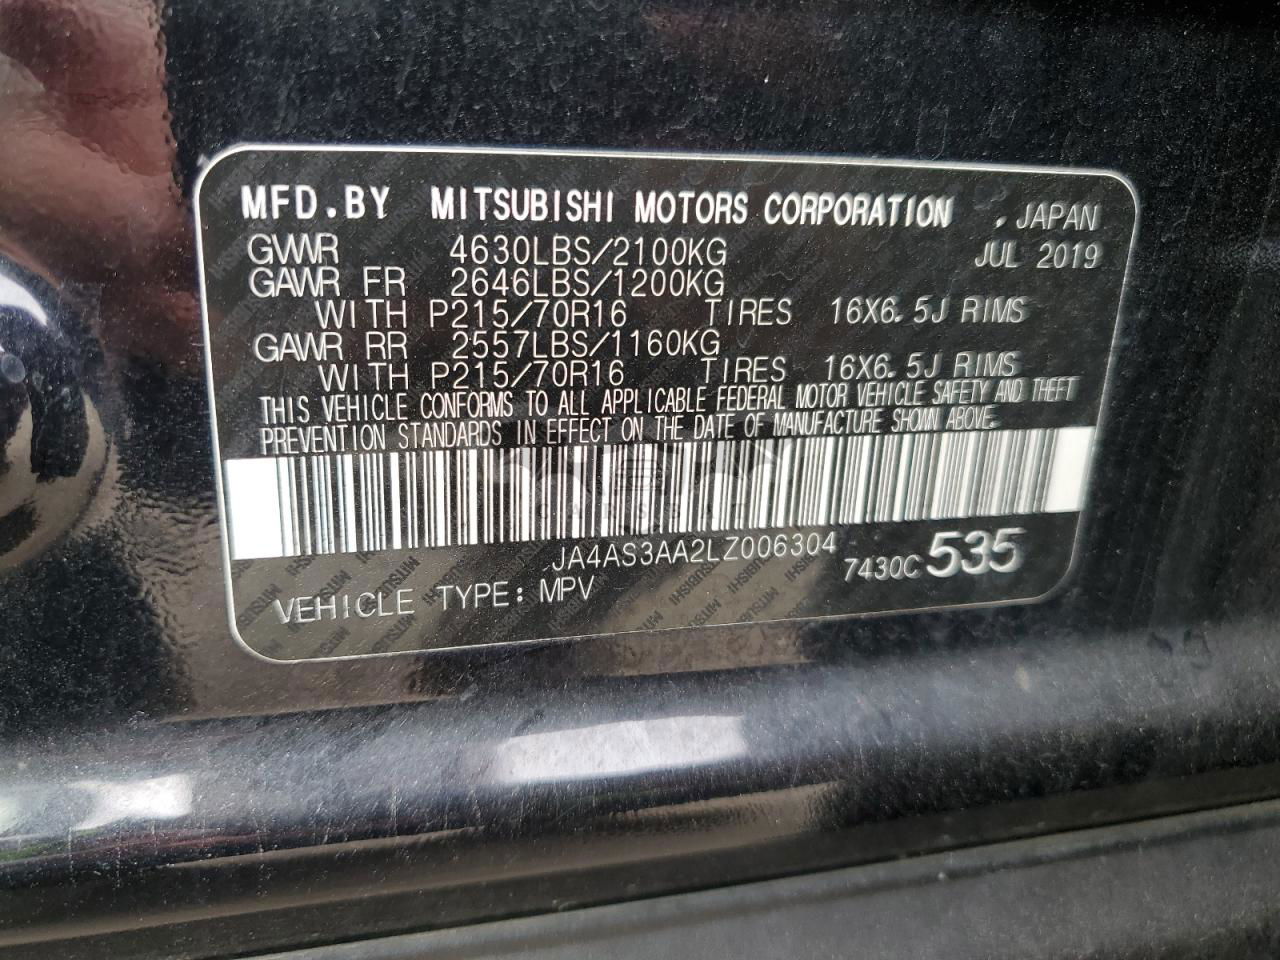 MFD.BY MITSUBISHI MOTORS CORPORATION , JAPAN
GVWR 4630LBS/2100KG JUL 2019
GAWR FR 2646LBS/1200KG
WITH P215/70R16 TIRES 16X6.5J RIMS
GAWR RR 2557LBS/1160KG
WITH P215/70R16 TIRES 16X6.5J RIMS
THIS VEHICLE CONFORMS TO ALL APPLICABLE FEDERAL MOTOR VEHICLE SAFETY AND THEFT
PREVENTION STANDARDS IN EFFECT ON THE DATE OF MANUFACTURE SHOWN ABOVE.
JA4AS3AA2LZ006304
7430C 535
VEHICLE TYPE: MPV